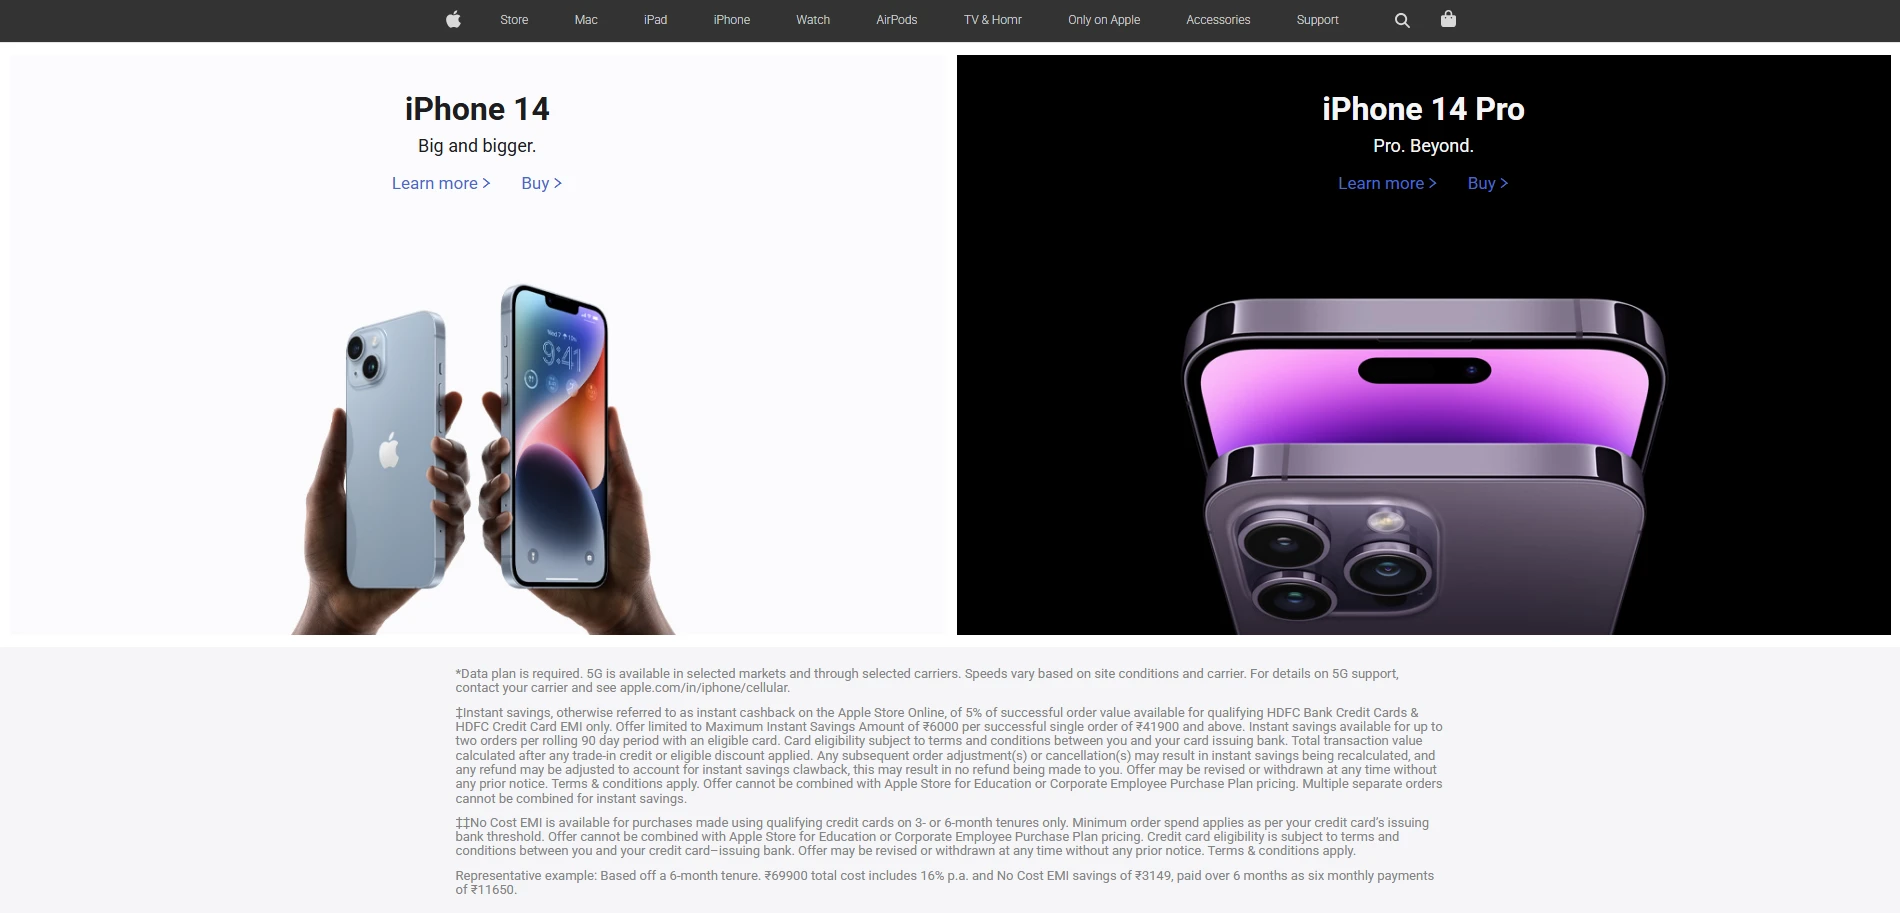 Store Mac iPad iPhone Watch AirPods TV & Homr Only on Apple Accessories Support
iPhone 14
Big and bigger.
Learn more > Buy >
9:41
iPhone 14 Pro
Pro. Beyond.
Learn more > Buy >
*Data plan is required. 5G is available in selected markets and through selected carriers. Speeds vary based on site conditions and carrier. For details on 5G support,
contact your carrier and see apple.com/in/iphone/cellular.
‡Instant savings, otherwise referred to as instant cashback on the Apple Store Online, of 5% of successful order value available for qualifying HDFC Bank Credit Cards &
HDFC Credit Card EMI only. Offer limited to Maximum Instant Savings Amount of ₹6000 per successful single order of ₹41900 and above. Instant savings available for up to
two orders per rolling 90 day period with an eligible card. Card eligibility subject to terms and conditions between you and your card issuing bank. Total transaction value
calculated after any trade-in credit or eligible discount applied. Any subsequent order adjustment(s) or cancellation(s) may result in instant savings being recalculated, and
any refund may be adjusted to account for instant savings clawback, this may result in no refund being made to you. Offer may be revised or withdrawn at any time without
any prior notice. Terms & conditions apply. Offer cannot be combined with Apple Store for Education or Corporate Employee Purchase Plan pricing. Multiple separate orders
cannot be combined for instant savings.
‡‡No Cost EMI is available for purchases made using qualifying credit cards on 3- or 6-month tenures only. Minimum order spend applies as per your credit card's issuing
bank threshold. Offer cannot be combined with Apple Store for Education or Corporate Employee Purchase Plan pricing. Credit card eligibility is subject to terms and
conditions between you and your credit card–issuing bank. Offer may be revised or withdrawn at any time without any prior notice. Terms & conditions apply.
Representative example: Based off a 6-month tenure. ₹69900 total cost includes 16% p.a. and No Cost EMI savings of ₹3149, paid over 6 months as six monthly payments
of ₹11650.